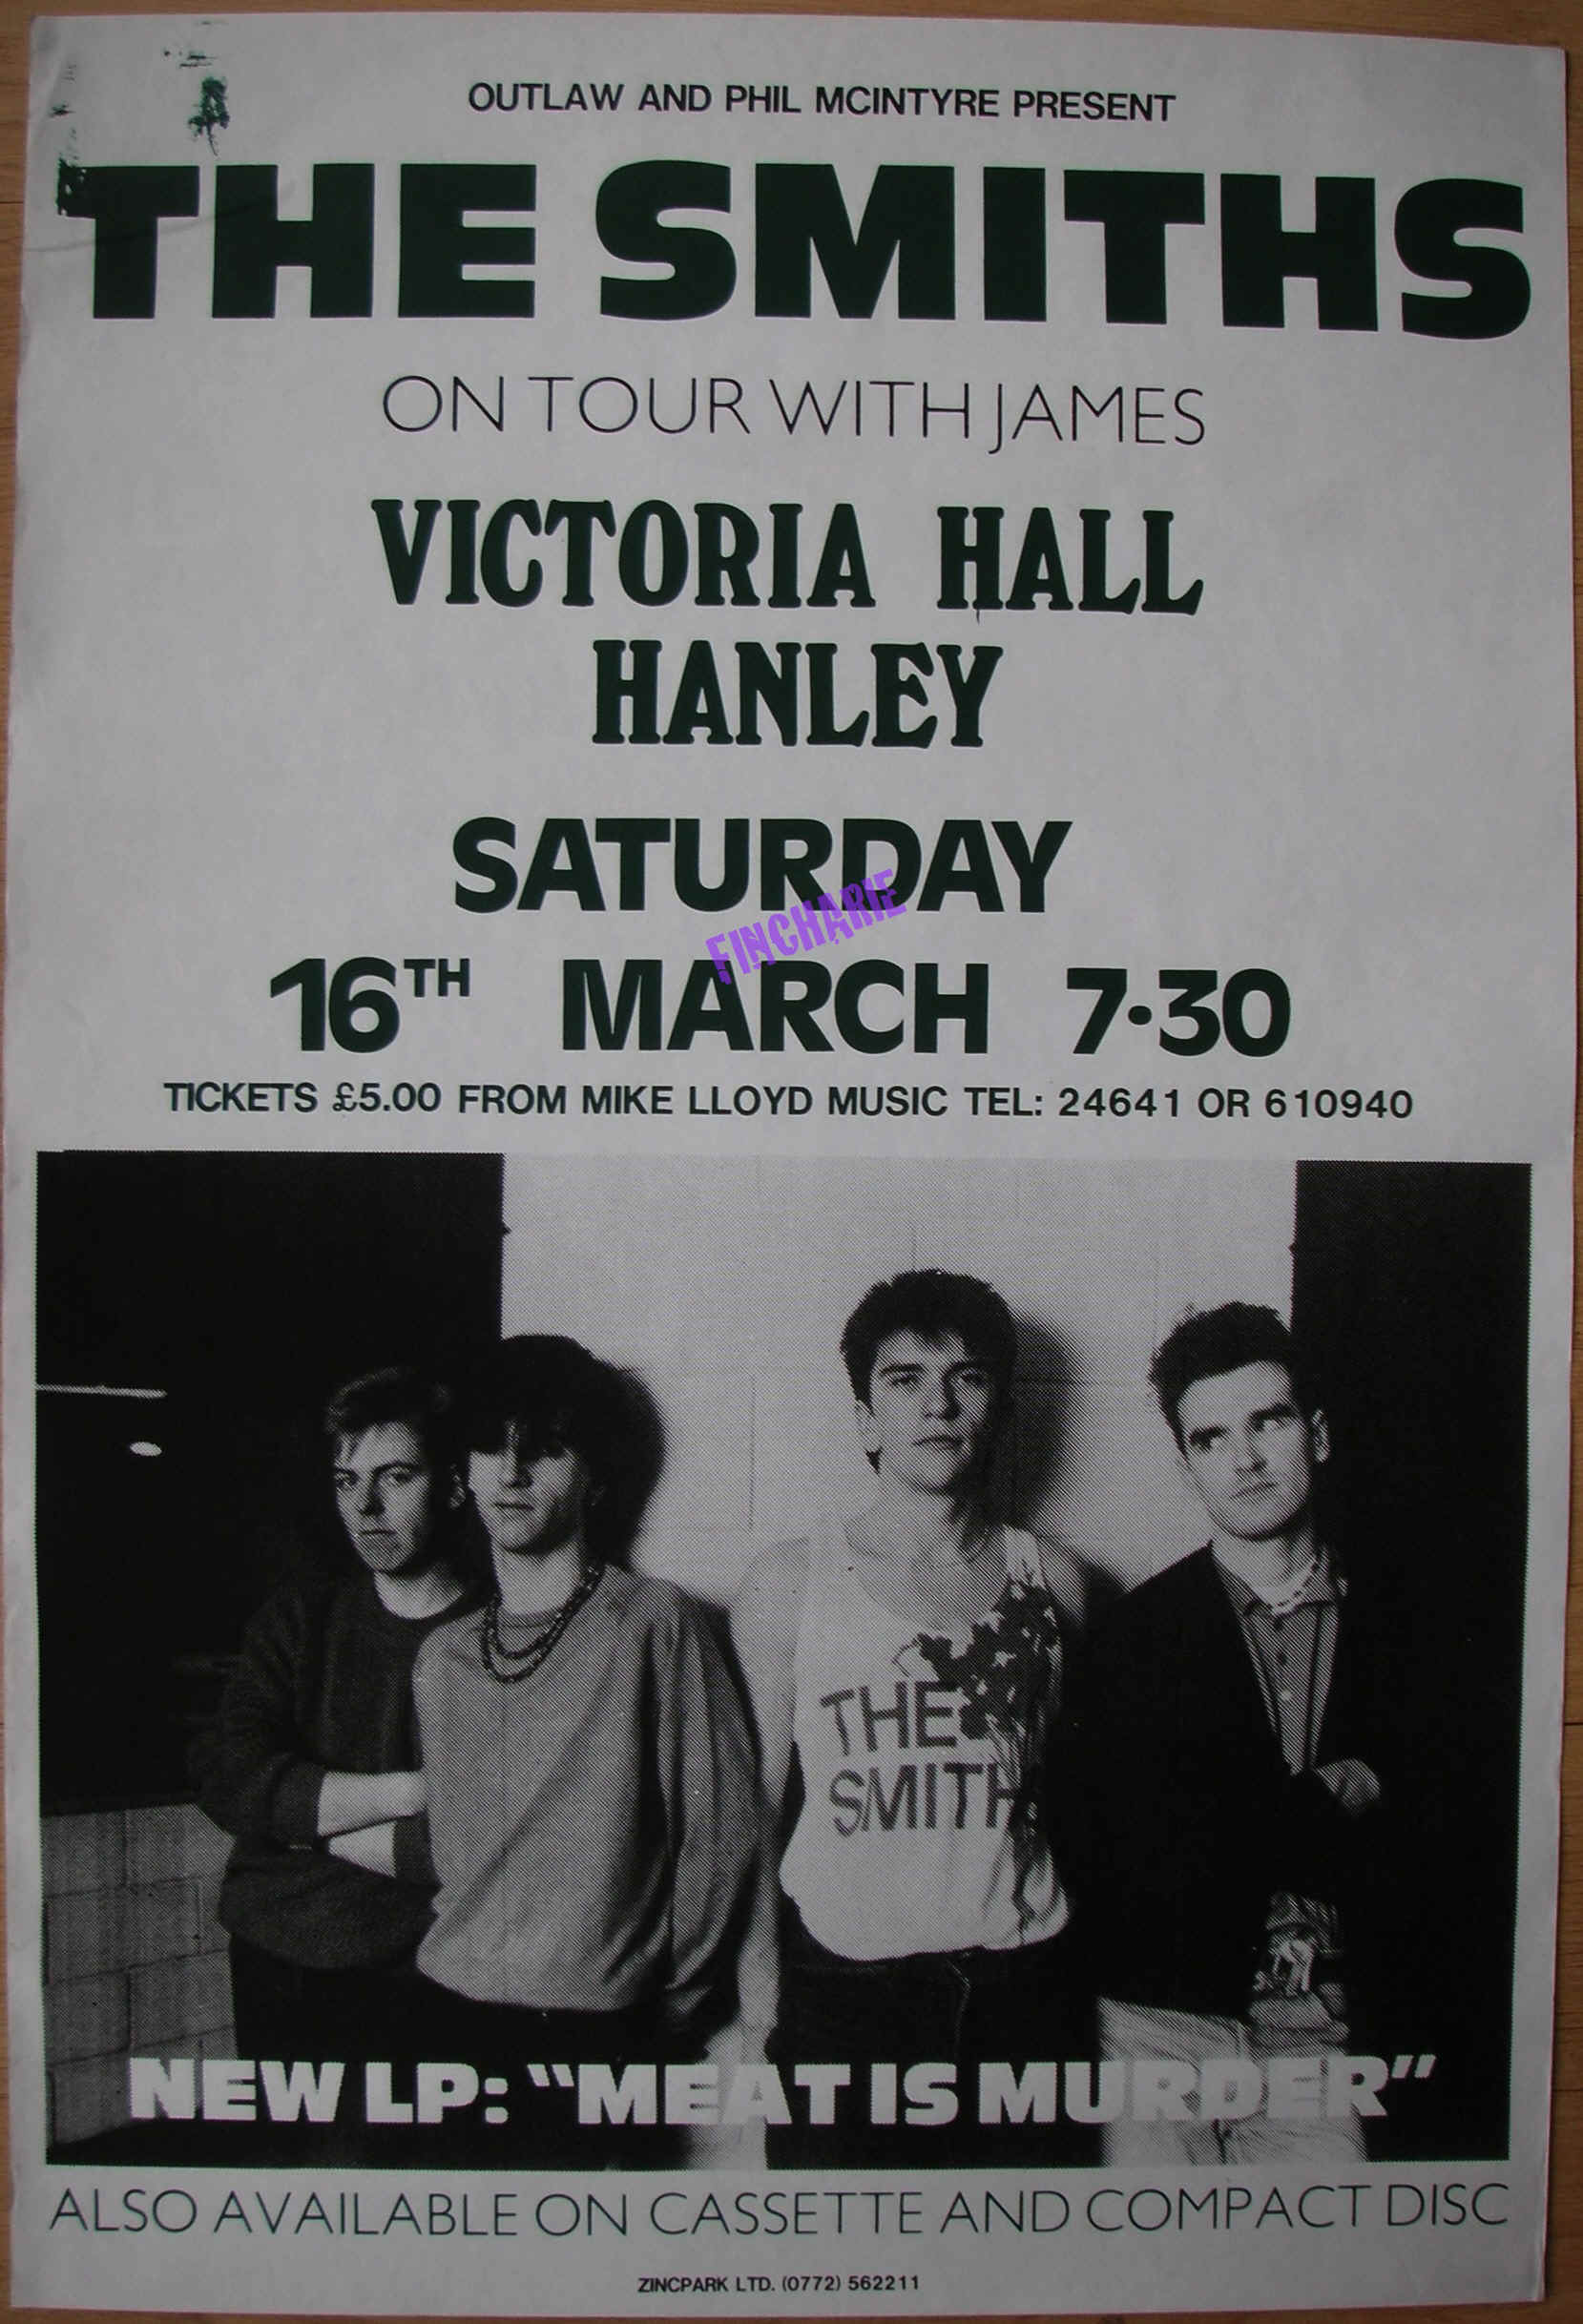 OUTLAW AND PHIL MCINTYRE PRESENT
THE SMITHS
ON TOUR WITH JAMES
VICTORIA HALL
HANLEY
SATURDAY
FINCHARIE
16TH MARCH 7·30
TICKETS £5.00 FROM MIKE LLOYD MUSIC TEL: 24641 OR 610940
THE
SMITH
NEW LP: "MEAT IS MURDER"
ALSO AVAILABLE ON CASSETTE AND COMPACT DISC
ZINCPARK LTD. (0772) 562211